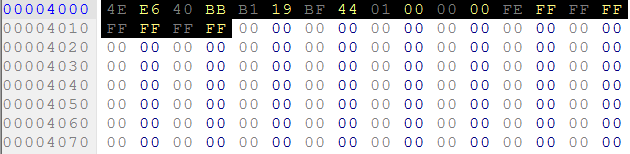 00004000 4E E6 40 BB B1 19 BF 44 01 00 00 00 FE FF FF FF
00004010 FF FF FF FF 00 00 00 00 00 00 00 00 00 00 00 00
00004020 00 00 00 00 00 00 00 00 00 00 00 00 00 00 00 00
00004030 00 00 00 00 00 00 00 00 00 00 00 00 00 00 00 00
00004040 00 00 00 00 00 00 00 00 00 00 00 00 00 00 00 00
00004050 00 00 00 00 00 00 00 00 00 00 00 00 00 00 00 00
00004060 00 00 00 00 00 00 00 00 00 00 00 00 00 00 00 00
00004070 00 00 00 00 00 00 00 00 00 00 00 00 00 00 00 00